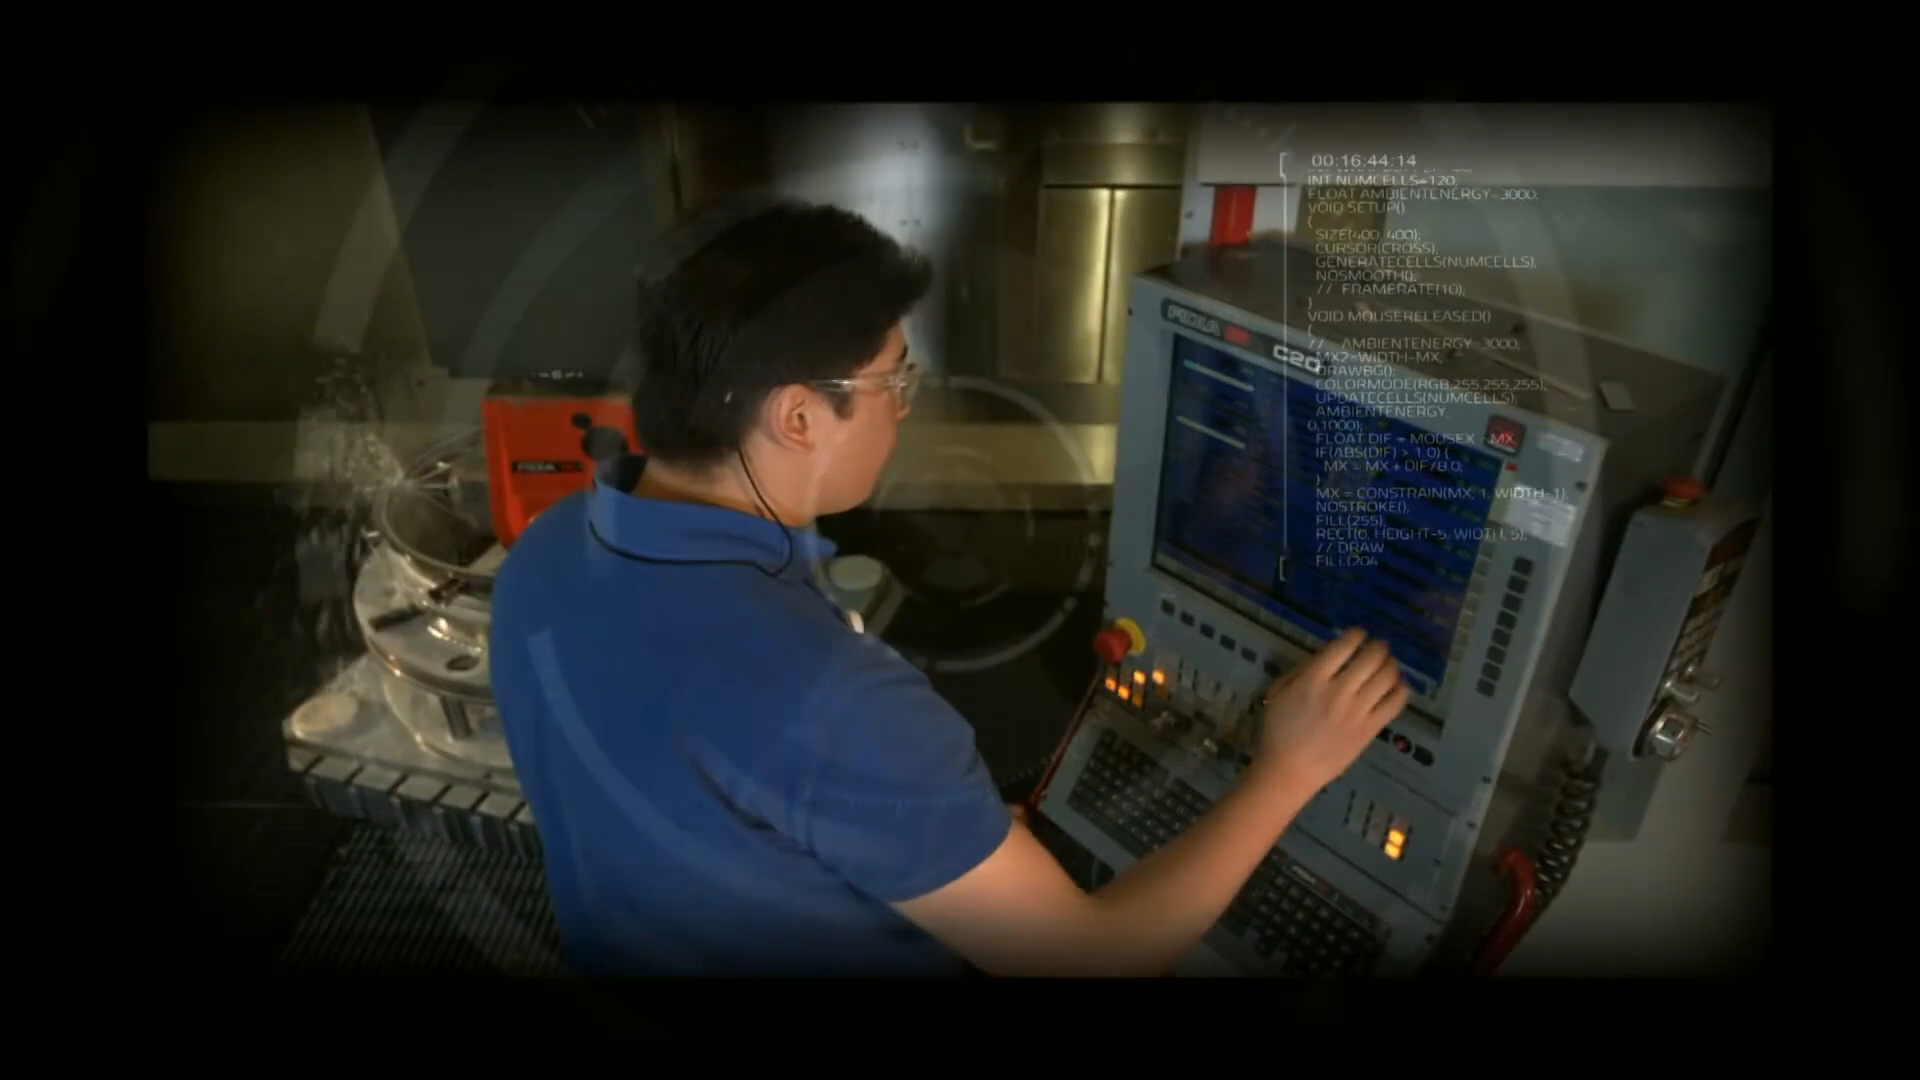 00:16:44:14
INT NUMCELLS=120;
FLOAT AMBIENTENERGY=3000;
VOID SETUP()
{
SIZE(400, 400);
CURSOR(CROSS);
GENERATECELLS(NUMCELLS);
NOSMOOTH();
// FRAMERATE(10);
}
VOID MOUSERELEASED()
{
// AMBIENTENERGY=3000;
MX2=WIDTH-MX;
DRAWBG();
COLORMODE(RGB,255,255,255);
UPDATECELLS(NUMCELLS);
AMBIENTENERGY,
0,1000);
FLOAT DIF = MOUSEX - MX;
IF(ABS(DIF) > 1.0) {
MX = MX + DIF/8.0;
}
MX = CONSTRAIN(MX, 1, WIDTH-1);
NOSTROKE();
FILL(255);
RECT(0, HEIGHT-5, WIDTH, 5);
// DRAW
FILL(204
FIDIA
C20
FIDIA